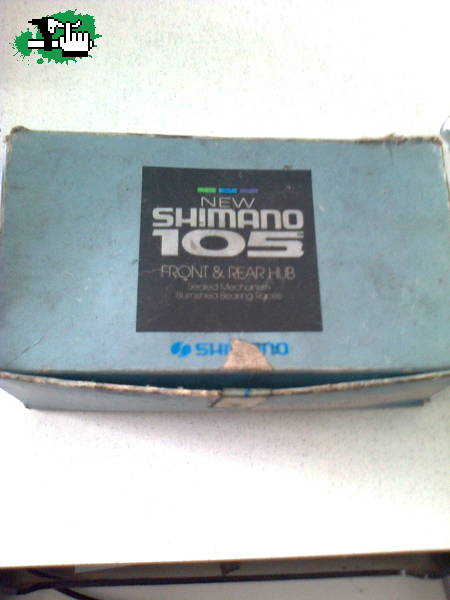 NEW
SHIMANO
105
FRONT & REAR HUB
Sealed Mechanism
Burnished Bearing Races
SHIMANO